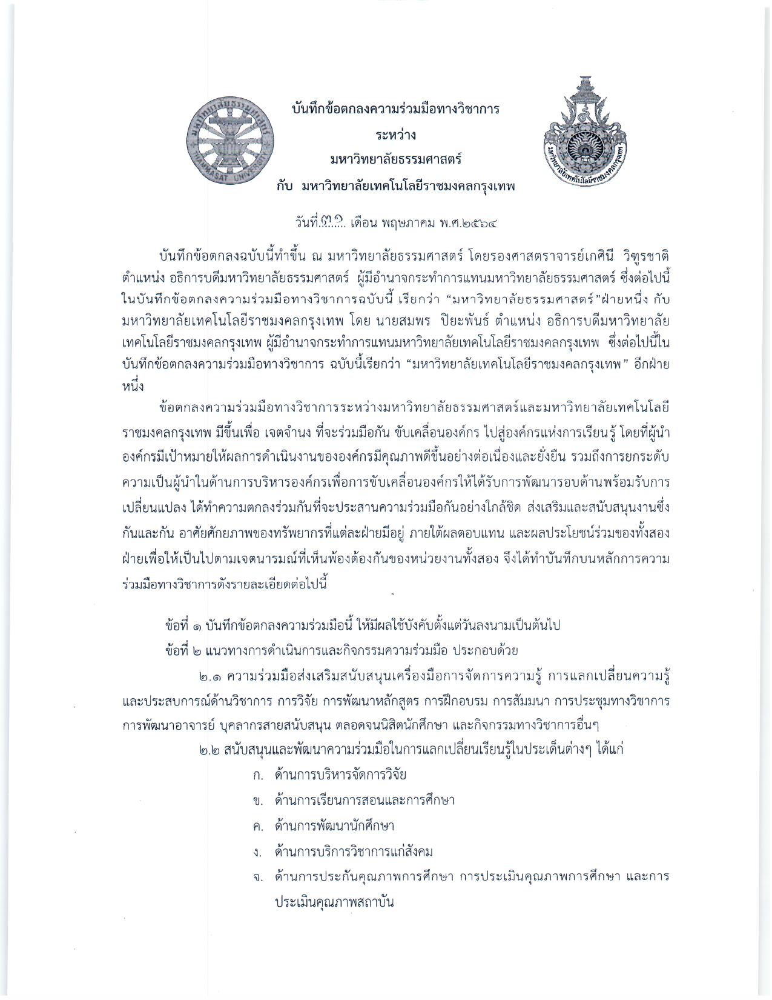 บันทึกข้อตกลงความร่วมมือทางวิชาการ
ระหว่าง
มหาวิทยาลัยธรรมศาสตร์
กับ มหาวิทยาลัยเทคโนโลยีราชมงคลกรุงเทพ
มหาวิทยาลัยธรรมศาสตร์
THAMMASAT UNIVERSITY
มหาวิทยาลัยเทคโนโลยีราชมงคลกรุงเทพ
วันที่..๓๑.. เดือน พฤษภาคม พ.ศ.๒๕๖๔
บันทึกข้อตกลงฉบับนี้ทำขึ้น ณ มหาวิทยาลัยธรรมศาสตร์ โดยรองศาสตราจารย์เกศินี วิฑูรชาติ
ตำแหน่ง อธิการบดีมหาวิทยาลัยธรรมศาสตร์ ผู้มีอำนาจกระทำการแทนมหาวิทยาลัยธรรมศาสตร์ ซึ่งต่อไปนี้
ในบันทึกข้อตกลงความร่วมมือทางวิชาการฉบับนี้ เรียกว่า “มหาวิทยาลัยธรรมศาสตร์”ฝ่ายหนึ่ง กับ
มหาวิทยาลัยเทคโนโลยีราชมงคลกรุงเทพ โดย นายสมพร ปิยะพันธ์ ตำแหน่ง อธิการบดีมหาวิทยาลัย
เทคโนโลยีราชมงคลกรุงเทพ ผู้มีอำนาจกระทำการแทนมหาวิทยาลัยเทคโนโลยีราชมงคลกรุงเทพ ซึ่งต่อไปนี้ใน
บันทึกข้อตกลงความร่วมมือทางวิชาการ ฉบับนี้เรียกว่า “มหาวิทยาลัยเทคโนโลยีราชมงคลกรุงเทพ” อีกฝ่าย
หนึ่ง
ข้อตกลงความร่วมมือทางวิชาการระหว่างมหาวิทยาลัยธรรมศาสตร์และมหาวิทยาลัยเทคโนโลยี
ราชมงคลกรุงเทพ มีขึ้นเพื่อ เจตจำนง ที่จะร่วมมือกัน ขับเคลื่อนองค์กร ไปสู่องค์กรแห่งการเรียนรู้ โดยที่ผู้นำ
องค์กรมีเป้าหมายให้ผลการดำเนินงานขององค์กรมีคุณภาพดีขึ้นอย่างต่อเนื่องและยั่งยืน รวมถึงการยกระดับ
ความเป็นผู้นำในด้านการบริหารองค์กรเพื่อการขับเคลื่อนองค์กรให้ได้รับการพัฒนารอบด้านพร้อมรับการ
เปลี่ยนแปลง ได้ทำความตกลงร่วมกันที่จะประสานความร่วมมือกันอย่างใกล้ชิด ส่งเสริมและสนับสนุนงานซึ่ง
กันและกัน อาศัยศักยภาพของทรัพยากรที่แต่ละฝ่ายมีอยู่ ภายใต้ผลตอบแทน และผลประโยชน์ร่วมของทั้งสอง
ฝ่ายเพื่อให้เป็นไปตามเจตนารมณ์ที่เห็นพ้องต้องกันของหน่วยงานทั้งสอง จึงได้ทำบันทึกบนหลักการความ
ร่วมมือทางวิชาการดังรายละเอียดต่อไปนี้
ข้อที่ ๑ บันทึกข้อตกลงความร่วมมือนี้ ให้มีผลใช้บังคับตั้งแต่วันลงนามเป็นต้นไป
ข้อที่ ๒ แนวทางการดำเนินการและกิจกรรมความร่วมมือ ประกอบด้วย
๒.๑ ความร่วมมือส่งเสริมสนับสนุนเครื่องมือการจัดการความรู้ การแลกเปลี่ยนความรู้
และประสบการณ์ด้านวิชาการ การวิจัย การพัฒนาหลักสูตร การฝึกอบรม การสัมมนา การประชุมทางวิชาการ
การพัฒนาอาจารย์ บุคลากรสายสนับสนุน ตลอดจนนิสิตนักศึกษา และกิจกรรมทางวิชาการอื่นๆ
๒.๒ สนับสนุนและพัฒนาความร่วมมือในการแลกเปลี่ยนเรียนรู้ในประเด็นต่างๆ ได้แก่
ก. ด้านการบริหารจัดการวิจัย
ข. ด้านการเรียนการสอนและการศึกษา
ค. ด้านการพัฒนานักศึกษา
ง. ด้านการบริการวิชาการแก่สังคม
จ. ด้านการประกันคุณภาพการศึกษา การประเมินคุณภาพการศึกษา และการ
ประเมินคุณภาพสถาบัน